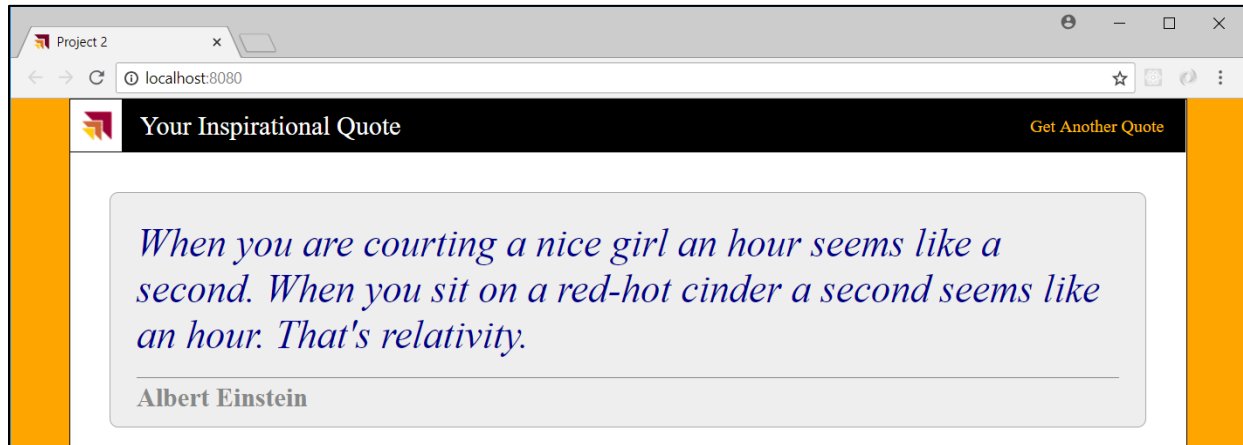 Project 2
localhost:8080
Your Inspirational Quote
Get Another Quote
When you are courting a nice girl an hour seems like a
second. When you sit on a red-hot cinder a second seems like
an hour. That's relativity.
Albert Einstein